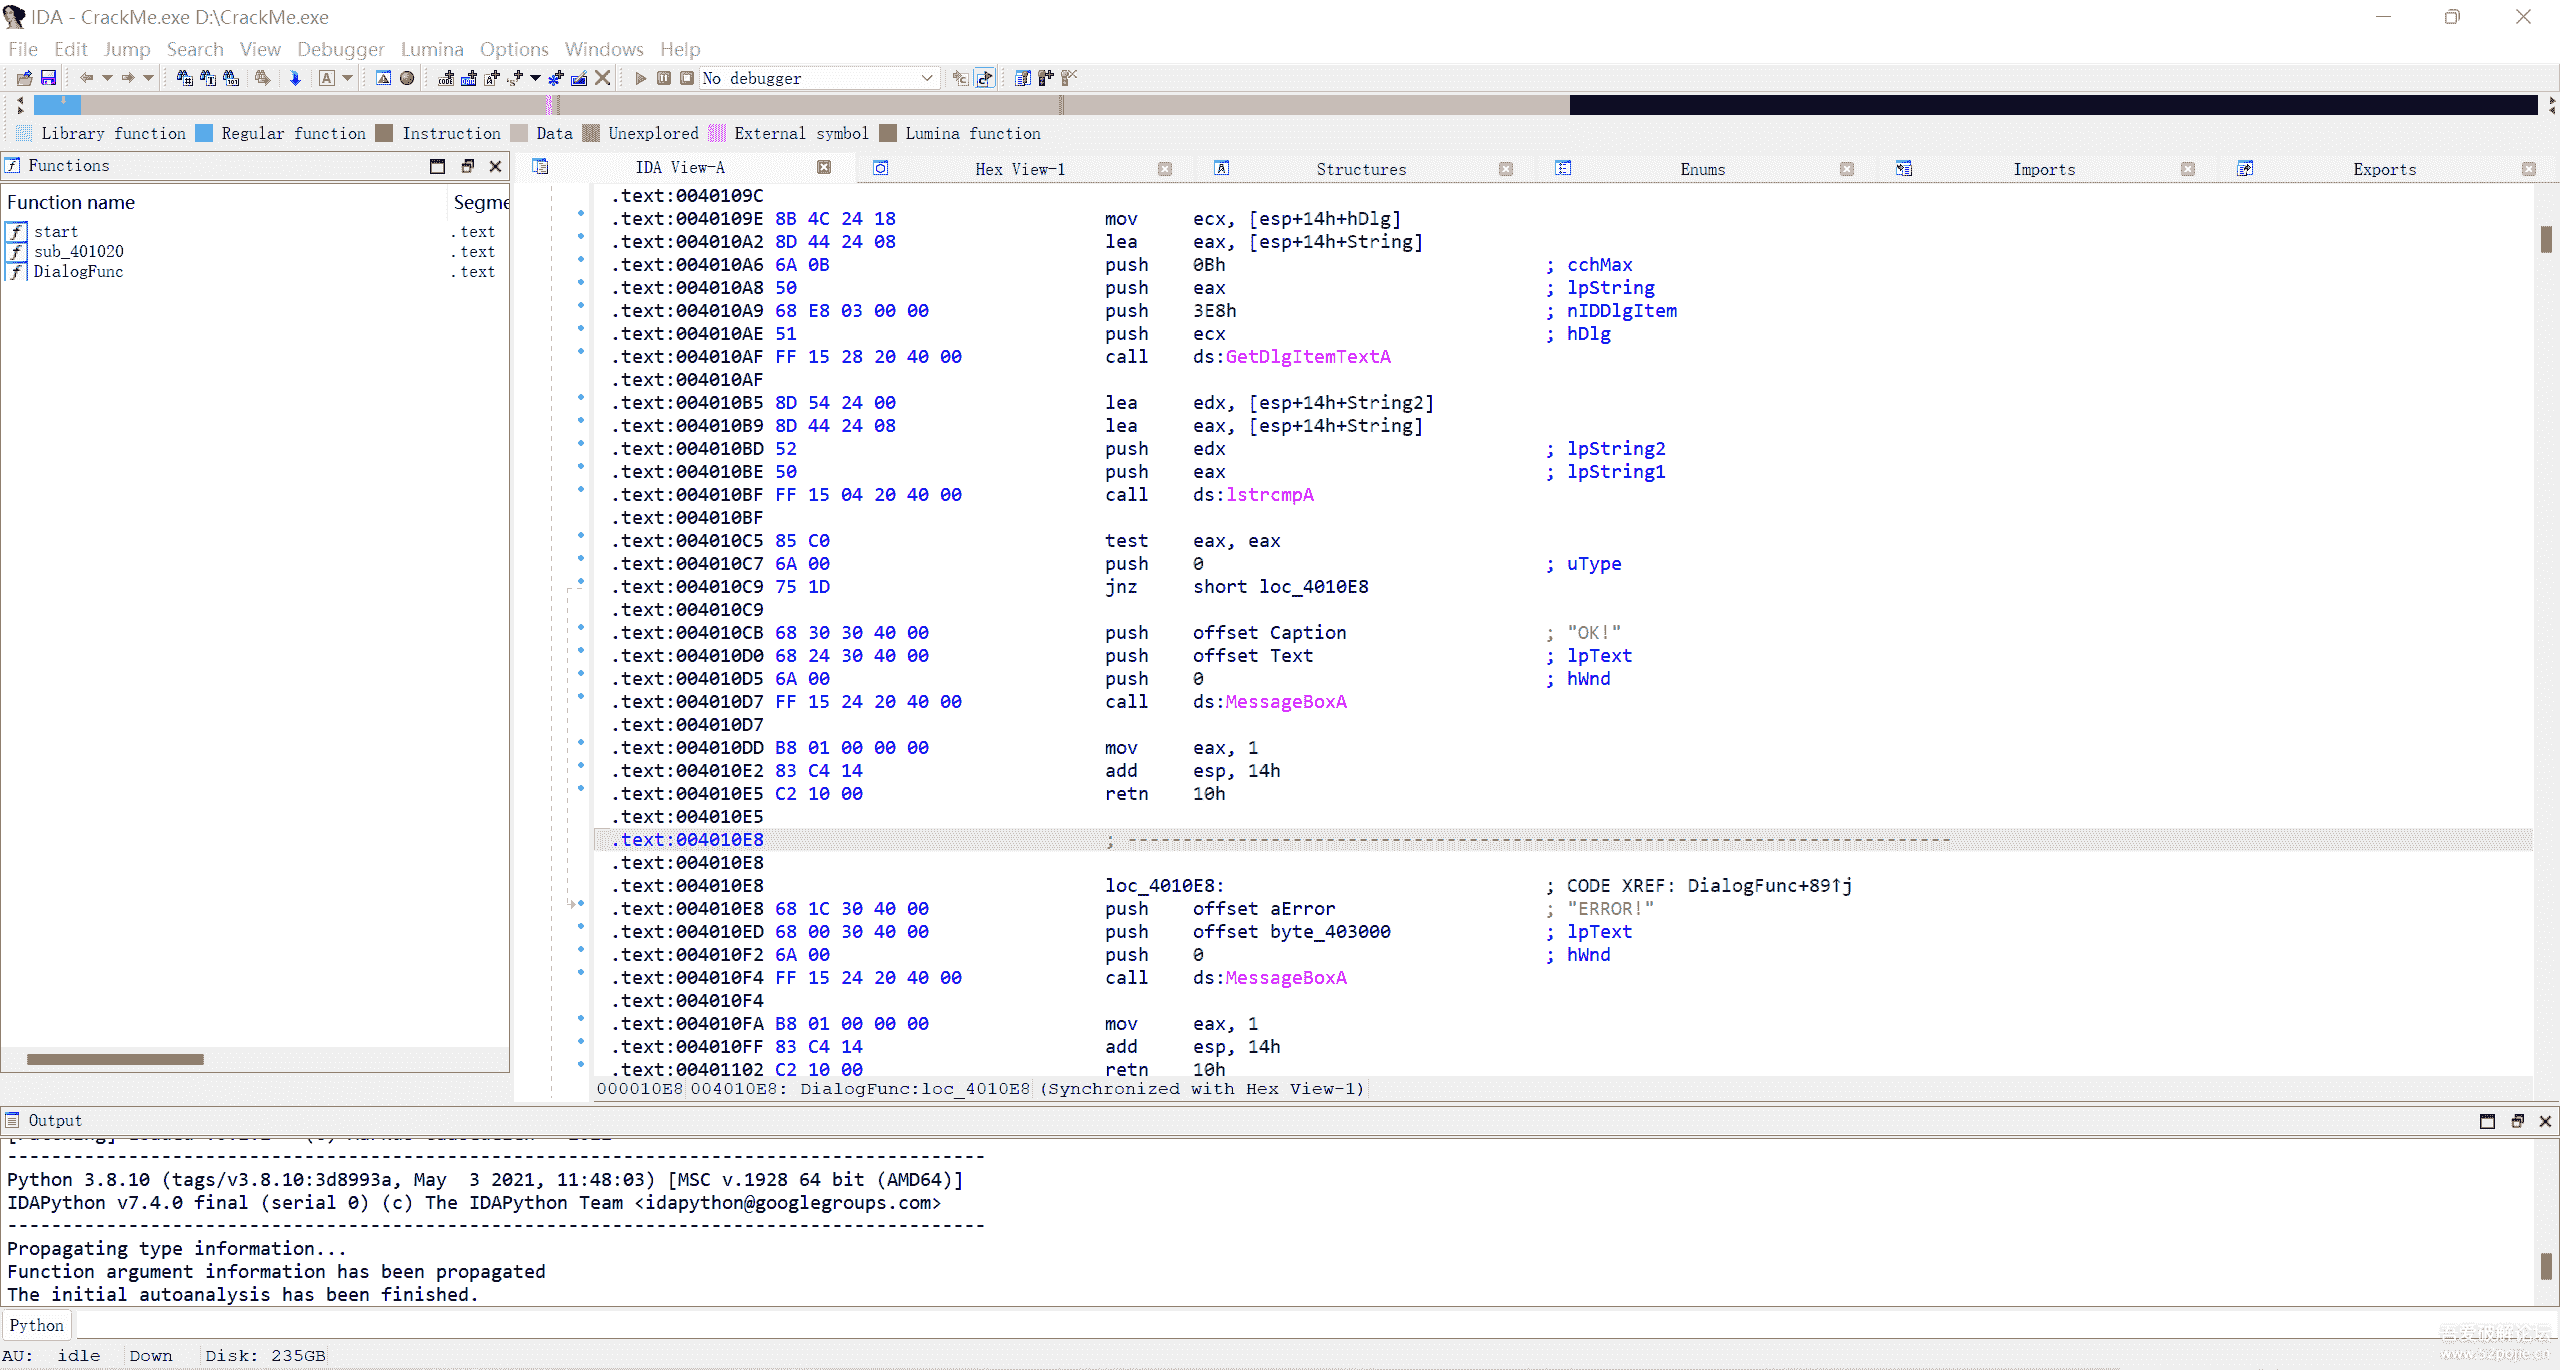 IDA - CrackMe.exe D:\CrackMe.exe
File Edit Jump Search View Debugger Lumina Options Windows Help
No debugger
Library function Regular function Instruction Data Unexplored External symbol Lumina function
Functions
IDA View-A Hex View-1 Structures Enums Imports Exports
Function name Segme
start .text
sub_401020 .text
DialogFunc .text
.text:0040109C
.text:0040109E 8B 4C 24 18 mov ecx, [esp+14h+hDlg]
.text:004010A2 8D 44 24 08 lea eax, [esp+14h+String]
.text:004010A6 6A 0B push 0Bh ; cchMax
.text:004010A8 50 push eax ; lpString
.text:004010A9 68 E8 03 00 00 push 3E8h ; nIDDlgItem
.text:004010AE 51 push ecx ; hDlg
.text:004010AF FF 15 28 20 40 00 call ds:GetDlgItemTextA
.text:004010AF
.text:004010B5 8D 54 24 00 lea edx, [esp+14h+String2]
.text:004010B9 8D 44 24 08 lea eax, [esp+14h+String]
.text:004010BD 52 push edx ; lpString2
.text:004010BE 50 push eax ; lpString1
.text:004010BF FF 15 04 20 40 00 call ds:lstrcmpA
.text:004010BF
.text:004010C5 85 C0 test eax, eax
.text:004010C7 6A 00 push 0 ; uType
.text:004010C9 75 1D jnz short loc_4010E8
.text:004010C9
.text:004010CB 68 30 30 40 00 push offset Caption ; "OK!"
.text:004010D0 68 24 30 40 00 push offset Text ; lpText
.text:004010D5 6A 00 push 0 ; hWnd
.text:004010D7 FF 15 24 20 40 00 call ds:MessageBoxA
.text:004010D7
.text:004010DD B8 01 00 00 00 mov eax, 1
.text:004010E2 83 C4 14 add esp, 14h
.text:004010E5 C2 10 00 retn 10h
.text:004010E5
.text:004010E8 ; ---------------------------------------------------------------------------
.text:004010E8
.text:004010E8 loc_4010E8: ; CODE XREF: DialogFunc+89↑j
.text:004010E8 68 1C 30 40 00 push offset aError ; "ERROR!"
.text:004010ED 68 00 30 40 00 push offset byte_403000 ; lpText
.text:004010F2 6A 00 push 0 ; hWnd
.text:004010F4 FF 15 24 20 40 00 call ds:MessageBoxA
.text:004010F4
.text:004010FA B8 01 00 00 00 mov eax, 1
.text:004010FF 83 C4 14 add esp, 14h
.text:00401102 C2 10 00 retn 10h
000010E8 004010E8: DialogFunc:loc_4010E8 (Synchronized with Hex View-1)
Output
-----------------------------------------------------------------------------------------
Python 3.8.10 (tags/v3.8.10:3d8993a, May 3 2021, 11:48:03) [MSC v.1928 64 bit (AMD64)]
IDAPython v7.4.0 final (serial 0) (c) The IDAPython Team <idapython@googlegroups.com>
-----------------------------------------------------------------------------------------
Propagating type information...
Function argument information has been propagated
The initial autoanalysis has been finished.
Python
吾爱破解论坛
www.52pojie.cn
AU: idle Down Disk: 235GB